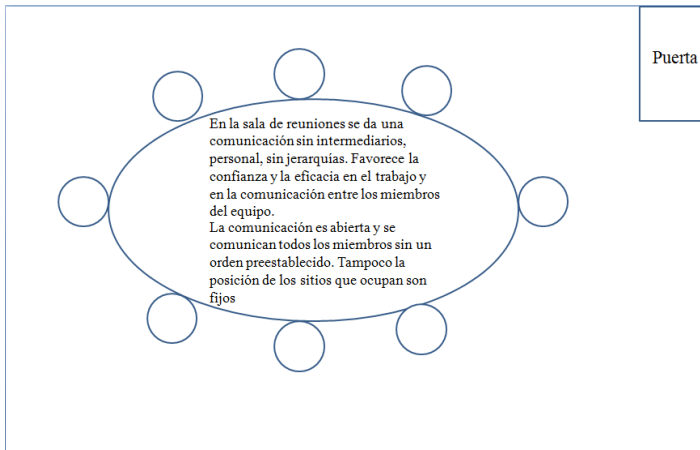 Puerta
En la sala de reuniones se da una
comunicación sin intermediarios,
personal, sin jerarquías. Favorece la
confianza y la eficacia en el trabajo y
en la comunicación entre los miembros
del equipo.
La comunicación es abierta y se
comunican todos los miembros sin un
orden preestablecido. Tampoco la
posición de los sitios que ocupan son
fijos